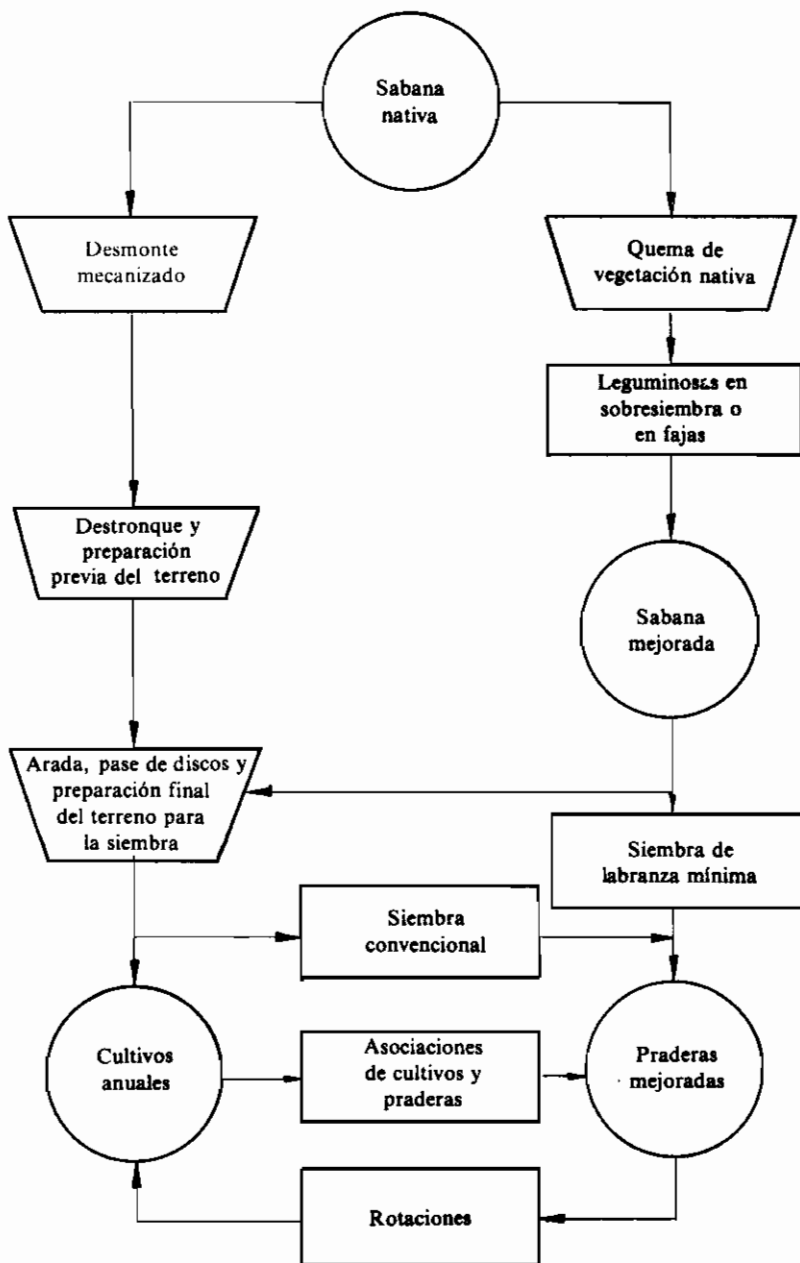 Sabana
nativa
Desmonte
mecanizado
Quema de
vegetación nativa
Leguminosas en
sobresiembra o
en fajas
Destronque y
preparación
previa del terreno
Sabana
mejorada
Arada, pase de discos y
preparación final
del terreno para
la siembra
Siembra de
labranza mínima
Siembra
convencional
Cultivos
anuales
Asociaciones
de cultivos y
praderas
Praderas
mejoradas
Rotaciones